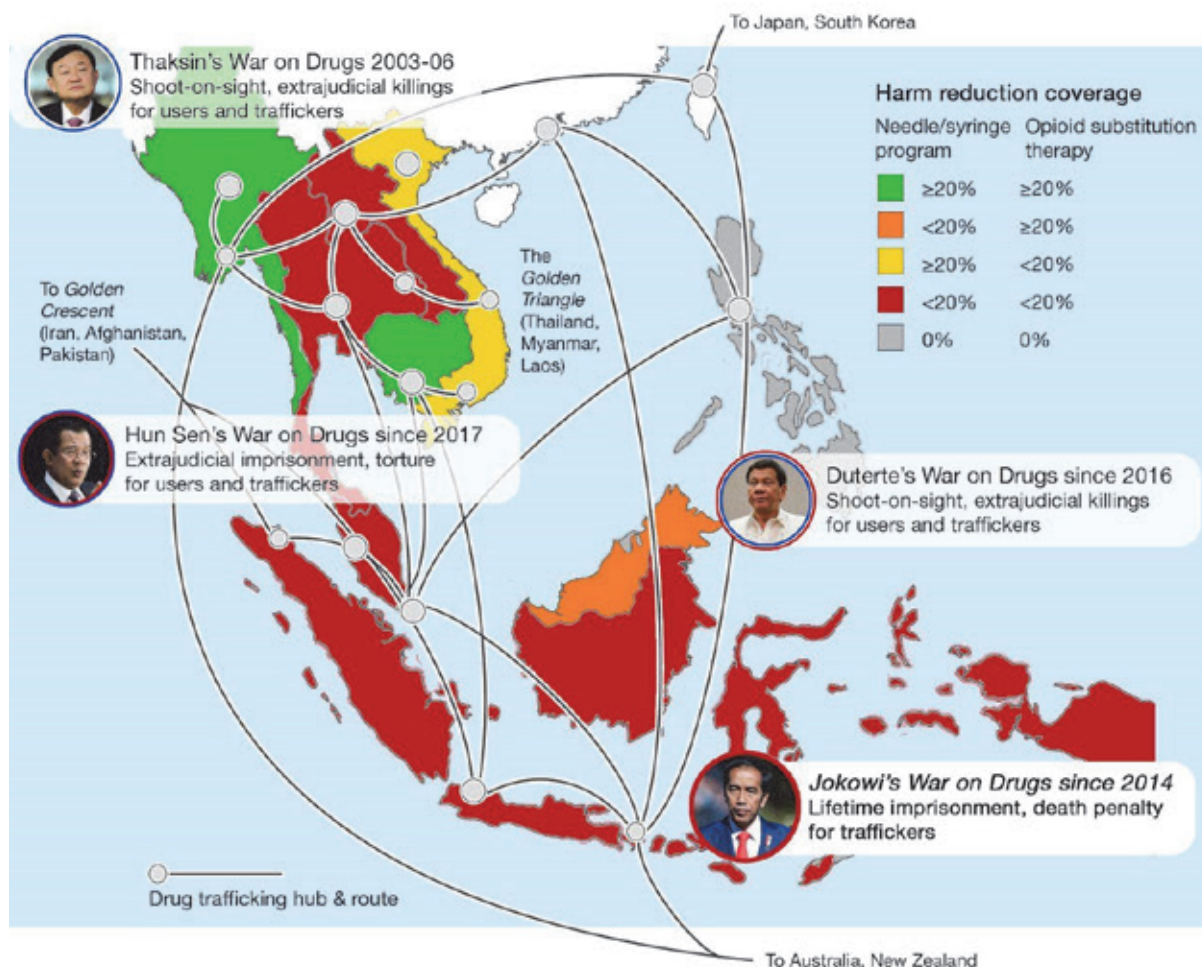 To Japan, South Korea
Thaksin's War on Drugs 2003-06
Shoot-on-sight, extrajudicial killings
for users and traffickers
Harm reduction coverage
Needle/syringe program
Opioid substitution therapy
≥20% ≥20%
<20% ≥20%
≥20% <20%
<20% <20%
0% 0%
To Golden
Crescent
(Iran, Afghanistan,
Pakistan)
The
Golden
Triangle
(Thailand,
Myanmar,
Laos)
Hun Sen's War on Drugs since 2017
Extrajudicial imprisonment, torture
for users and traffickers
Duterte's War on Drugs since 2016
Shoot-on-sight, extrajudicial killings
for users and traffickers
Jokowi's War on Drugs since 2014
Lifetime imprisonment, death penalty
for traffickers
Drug trafficking hub & route
To Australia, New Zealand